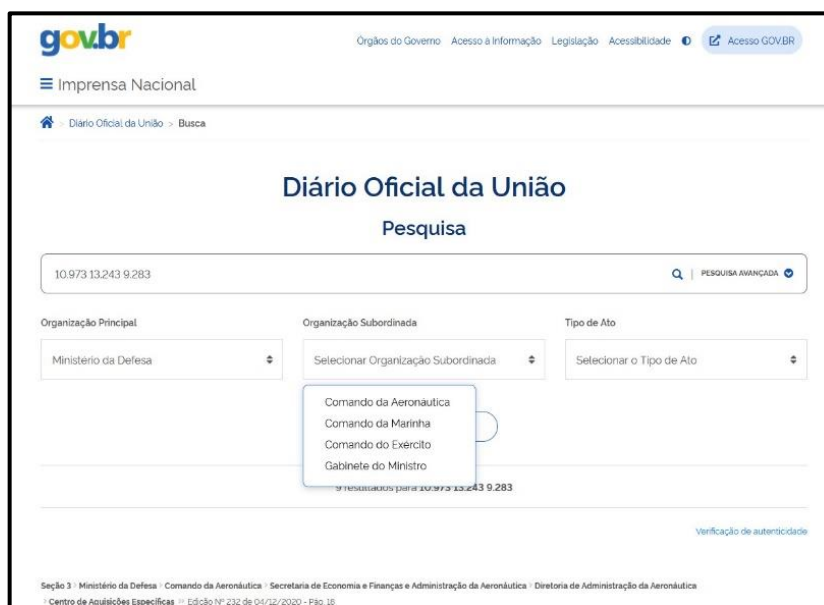 gov.br
Órgãos do Governo Acesso à Informação Legislação Acessibilidade Acesso GOV.BR
Imprensa Nacional
> Diário Oficial da União > Busca
Diário Oficial da União
Pesquisa
10.973 13.243 9.283 | PESQUISA AVANÇADA
Organização Principal Organização Subordinada Tipo de Ato
Ministério da Defesa Selecionar Organização Subordinada Selecionar o Tipo de Ato
Comando da Aeronáutica
Comando da Marinha
Comando do Exército
Gabinete do Ministro
9 resultados para 10.973 13.243 9.283
Verificação de autenticidade
Seção 3 > Ministério da Defesa > Comando da Aeronáutica > Secretaria de Economia e Finanças e Administração da Aeronáutica > Diretoria de Administração da Aeronáutica
> Centro de Aquisições Específicas >> Edição Nº 232 de 04/12/2020 - Pág. 18